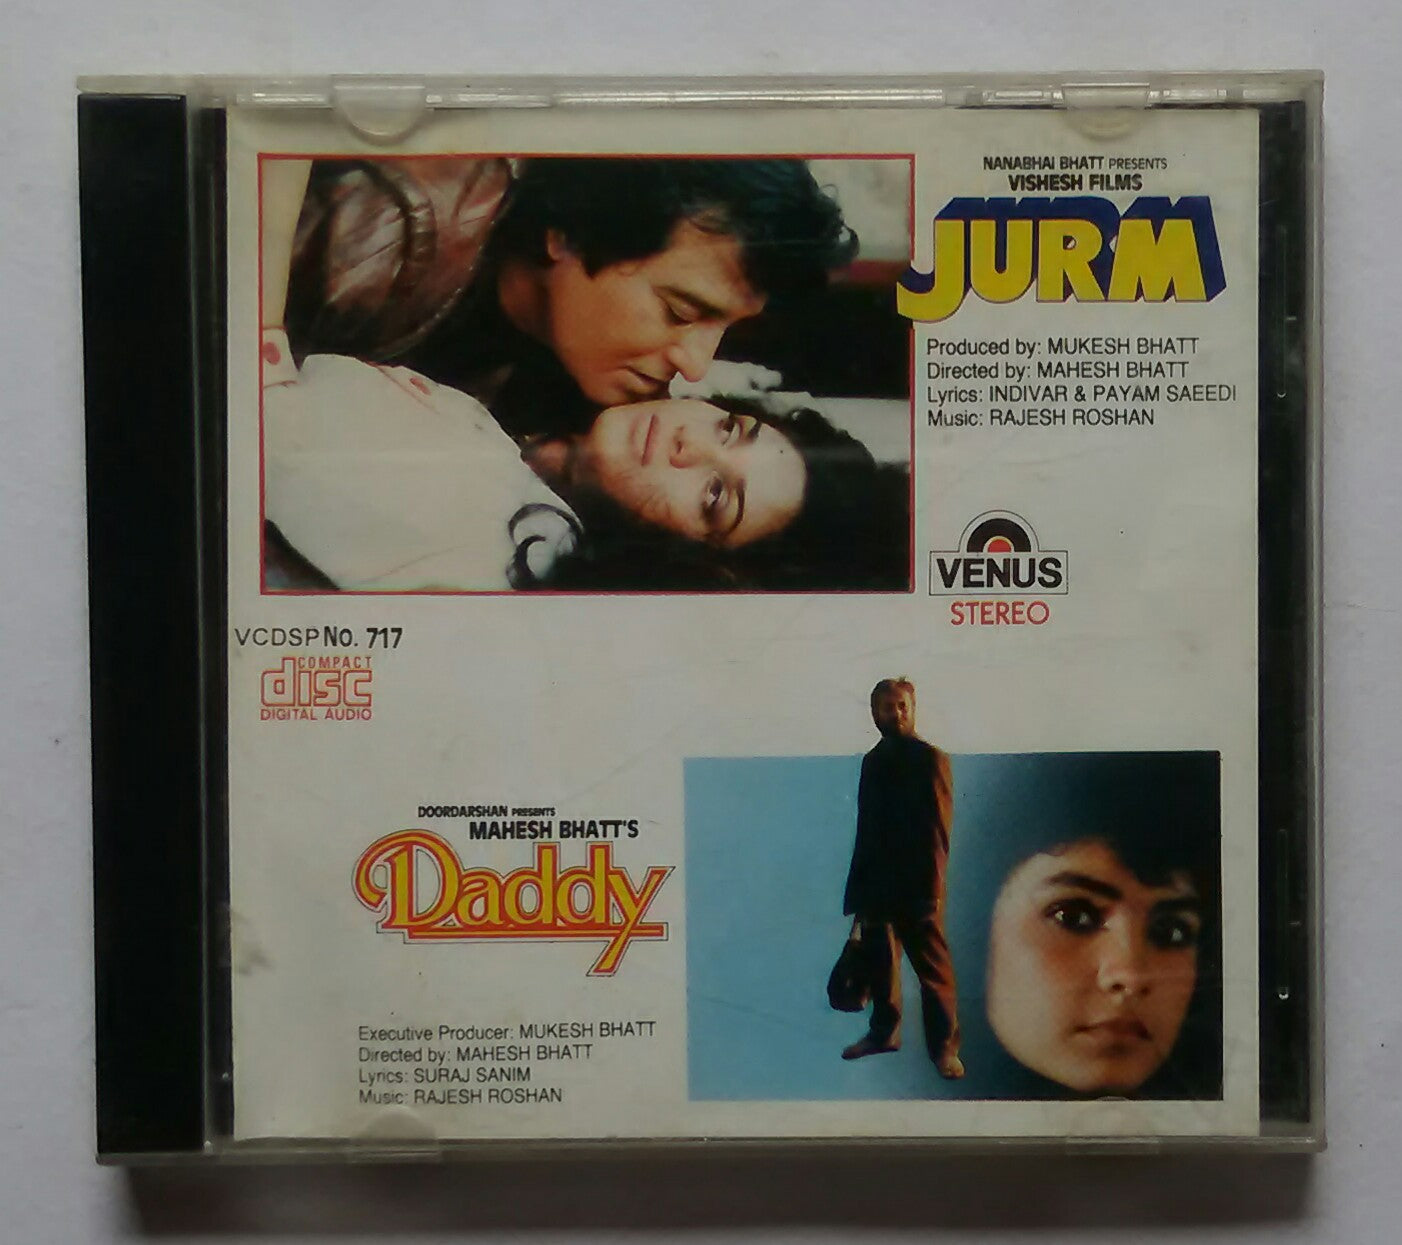 NANABHAI BHATT PRESENTS
VISHESH FILMS
JURM
Produced by: MUKESH BHATT
Directed by: MAHESH BHATT
Lyrics: INDIVAR & PAYAM SAEEDI
Music: RAJESH ROSHAN
VENUS
STEREO
VCDSP No. 717
COMPACT
disc
DIGITAL AUDIO
DOORDARSHAN PRESENTS
MAHESH BHATT'S
Daddy
Executive Producer: MUKESH BHATT
Directed by: MAHESH BHATT
Lyrics: SURAJ SANIM
Music: RAJESH ROSHAN